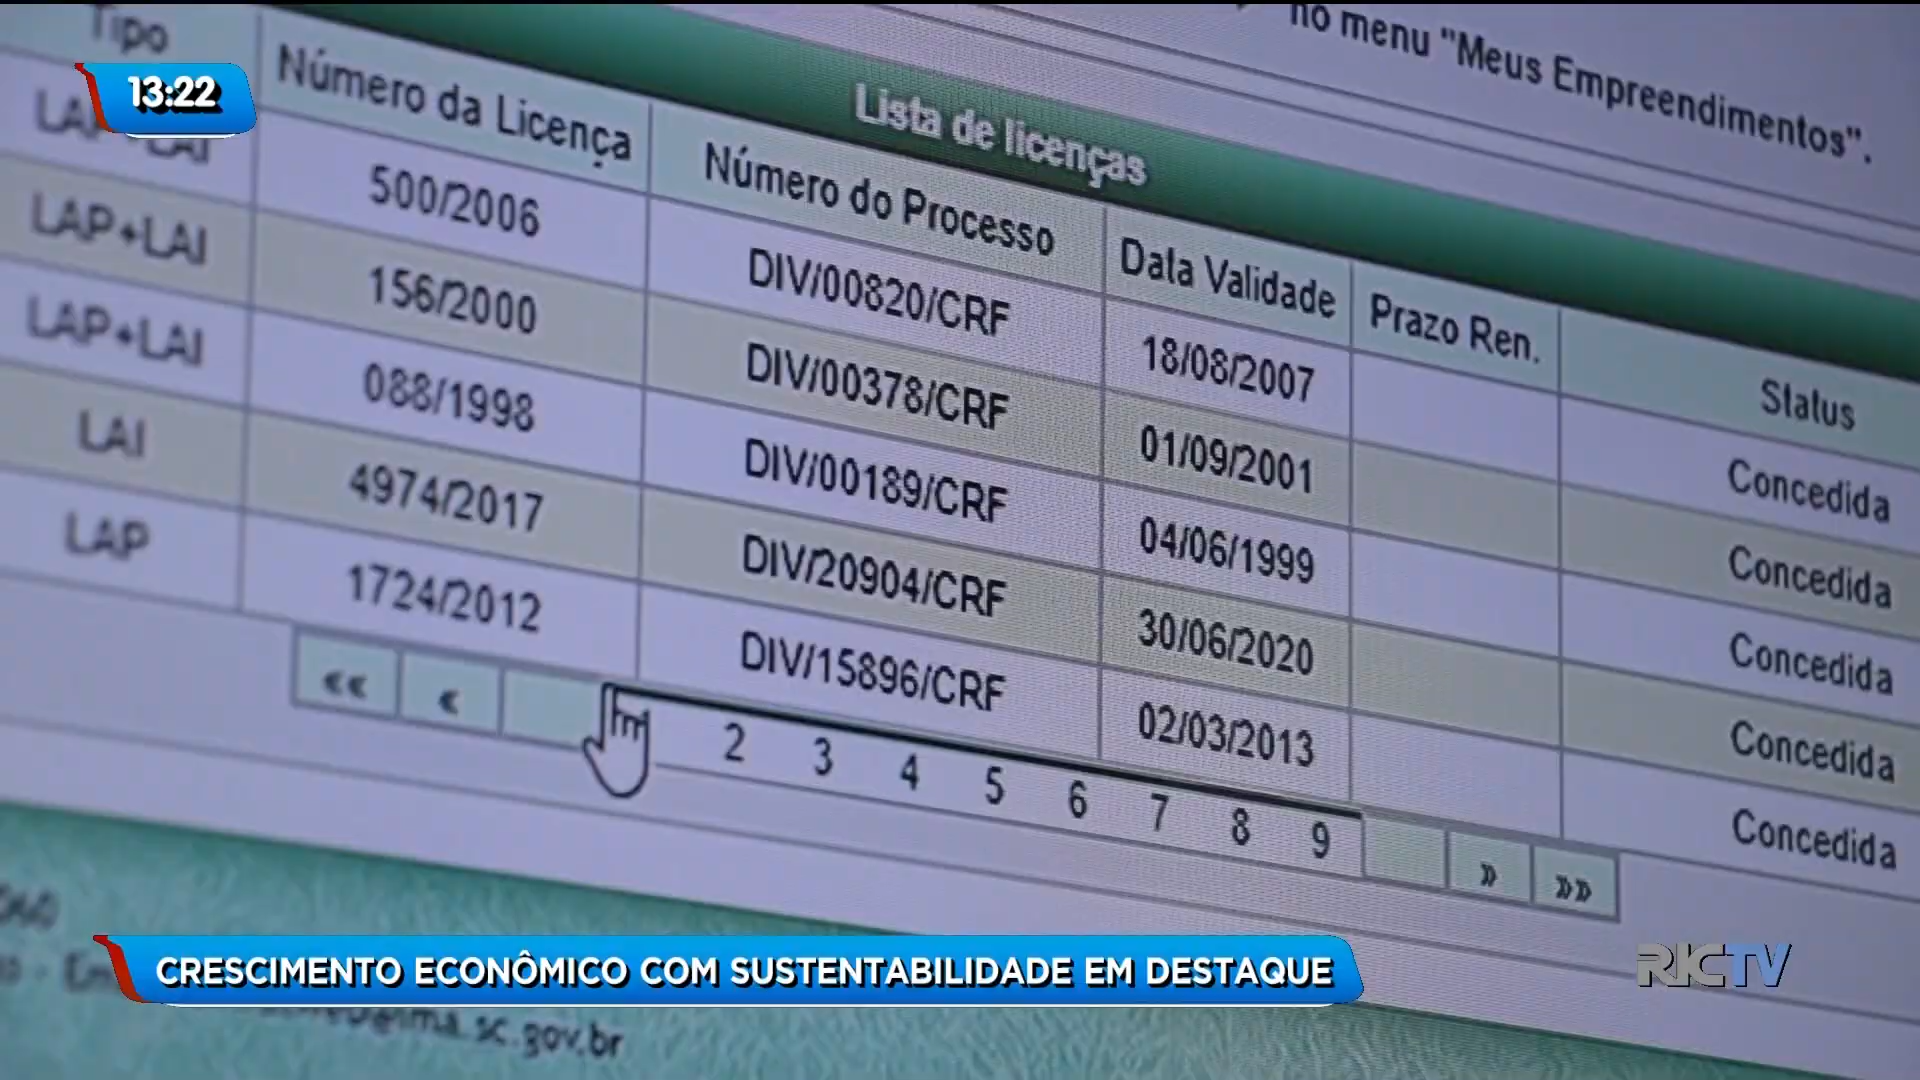 no menu "Meus Empreendimentos".
13:22
Lista de licenças
Tipo Número da Licença Número do Processo Data Validade Prazo Ren. Status
LAP+LAI 500/2006 DIV/00820/CRF 18/08/2007 Concedida
LAP+LAI 156/2000 DIV/00378/CRF 01/09/2001 Concedida
LAP+LAI 088/1998 DIV/00189/CRF 04/06/1999 Concedida
LAI 4974/2017 DIV/20904/CRF 30/06/2020 Concedida
LAP 1724/2012 DIV/15896/CRF 02/03/2013 Concedida
«« « 2 3 4 5 6 7 8 9 » »»
CRESCIMENTO ECONÔMICO COM SUSTENTABILIDADE EM DESTAQUE
RICTV
@ima.sc.gov.br